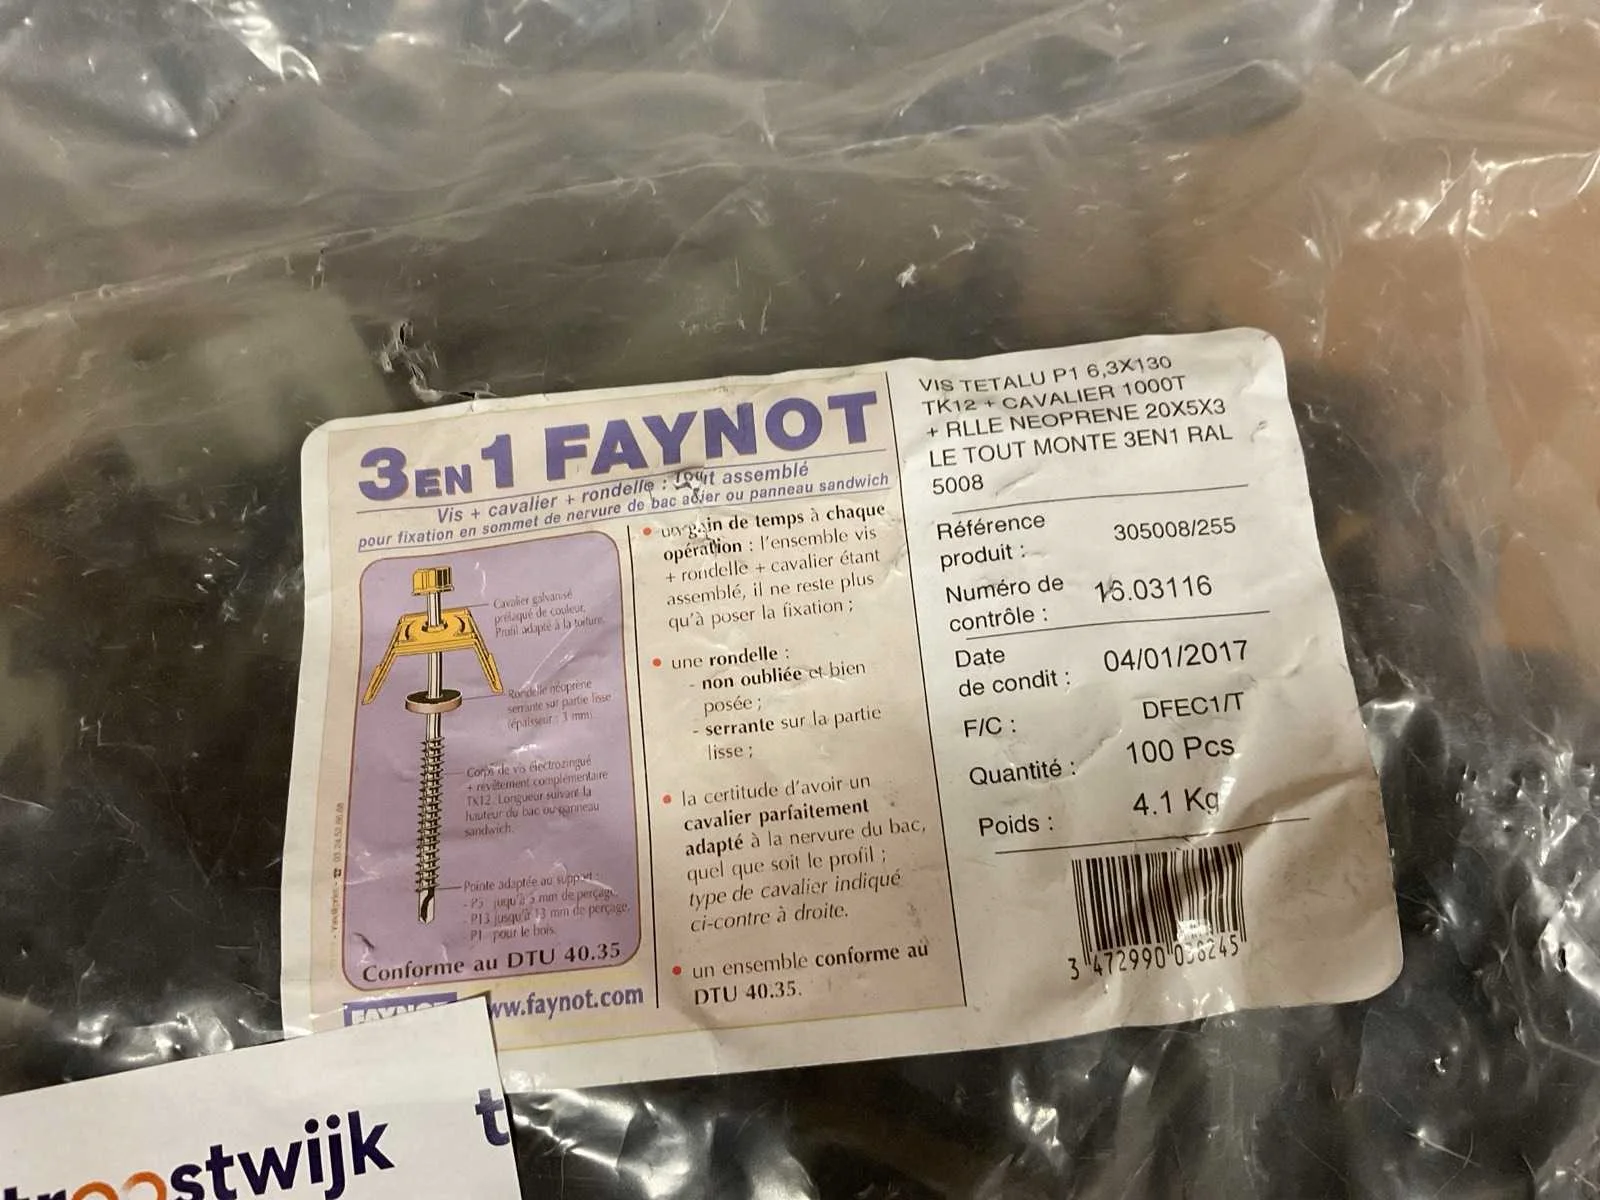 3 EN 1 FAYNOT
Vis + cavalier + rondelle : Tout assemblé
pour fixation en sommet de nervure de bac acier ou panneau sandwich
Cavalier galvanisé
prélaqué de couleur.
Profil adapté à la toiture.
Rondelle néoprène
serrante sur partie lisse
(épaisseur : 3 mm)
Corps de vis électrozingué
+ revêtement complémentaire
TK12. Longueur suivant la
hauteur du bac ou panneau
sandwich.
Pointe adaptée au support :
- P5 juqu'à 5 mm de perçage.
- P13 jusqu'à 13 mm de perçage.
P1 pour le bois.
Conforme au DTU 40.35
FAYNOT
ww.faynot.com
• un gain de temps à chaque
opération : l'ensemble vis
+ rondelle + cavalier étant
assemblé, il ne reste plus
qu'à poser la fixation ;
• une rondelle :
- non oubliée et bien
posée ;
- serrante sur la partie
lisse ;
• la certitude d'avoir un
cavalier parfaitement
adapté à la nervure du bac,
quel que soit le profil ;
type de cavalier indiqué
ci-contre à droite.
• un ensemble conforme au
DTU 40.35.
VIS TETALU P1 6,3X130
TK12 + CAVALIER 1000T
+ RLLE NEOPRENE 20X5X3
LE TOUT MONTE 3EN1 RAL
5008
Référence
produit : 305008/255
Numéro de
contrôle : 16.03116
Date
de condit : 04/01/2017
F/C : DFEC1/T
Quantité : 100 Pcs
Poids : 4.1 Kg
3 472990 038245
troostwijk t